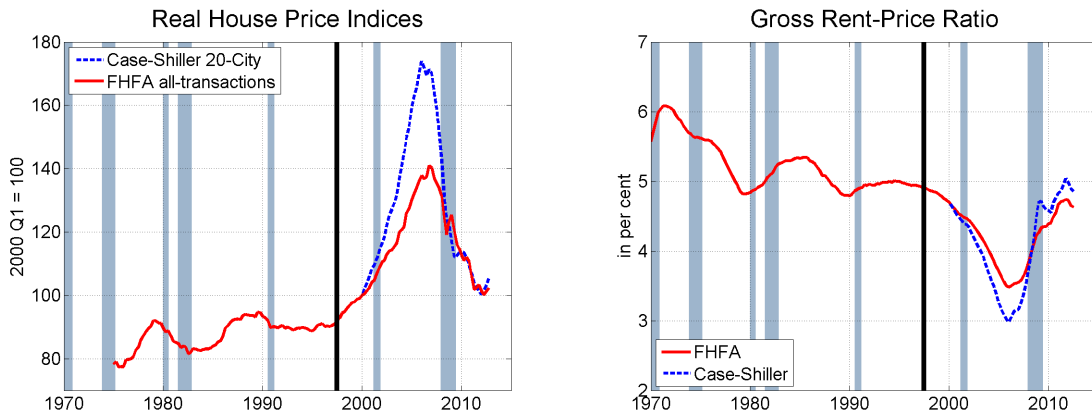 Real House Price Indices
180
160
140
120
100
80
2000 Q1 = 100
Case-Shiller 20-City
FHFA all-transactions
1970 1980 1990 2000 2010
Gross Rent-Price Ratio
7
6
5
4
3
2
in per cent
FHFA
Case-Shiller
1970 1980 1990 2000 2010